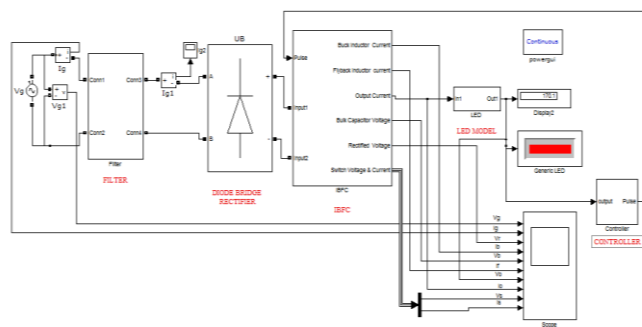 Continuous
powergui
Vg
Ig
Vg1
Conn1
Conn2
Conn3
Conn4
Filter
FILTER
Ig1
Ig2
UB
A
B
+
-
DIODE BRIDGE
RECTIFIER
Pulse
Input1
Input2
Buck Inductor Current
Flyback Inductor current
Output Current
Bulk Capacitor Voltage
Rectified Voltage
Switch Voltage & Current
IBFC
IBFC
In1
Out1
LED
LED MODEL
170.1
Display2
Generic LED
output
Pulse
Controller
CONTROLLER
Vg
Ig
Vr
Ib
Vb
If
Vo
Io
Vs
Is
Scope